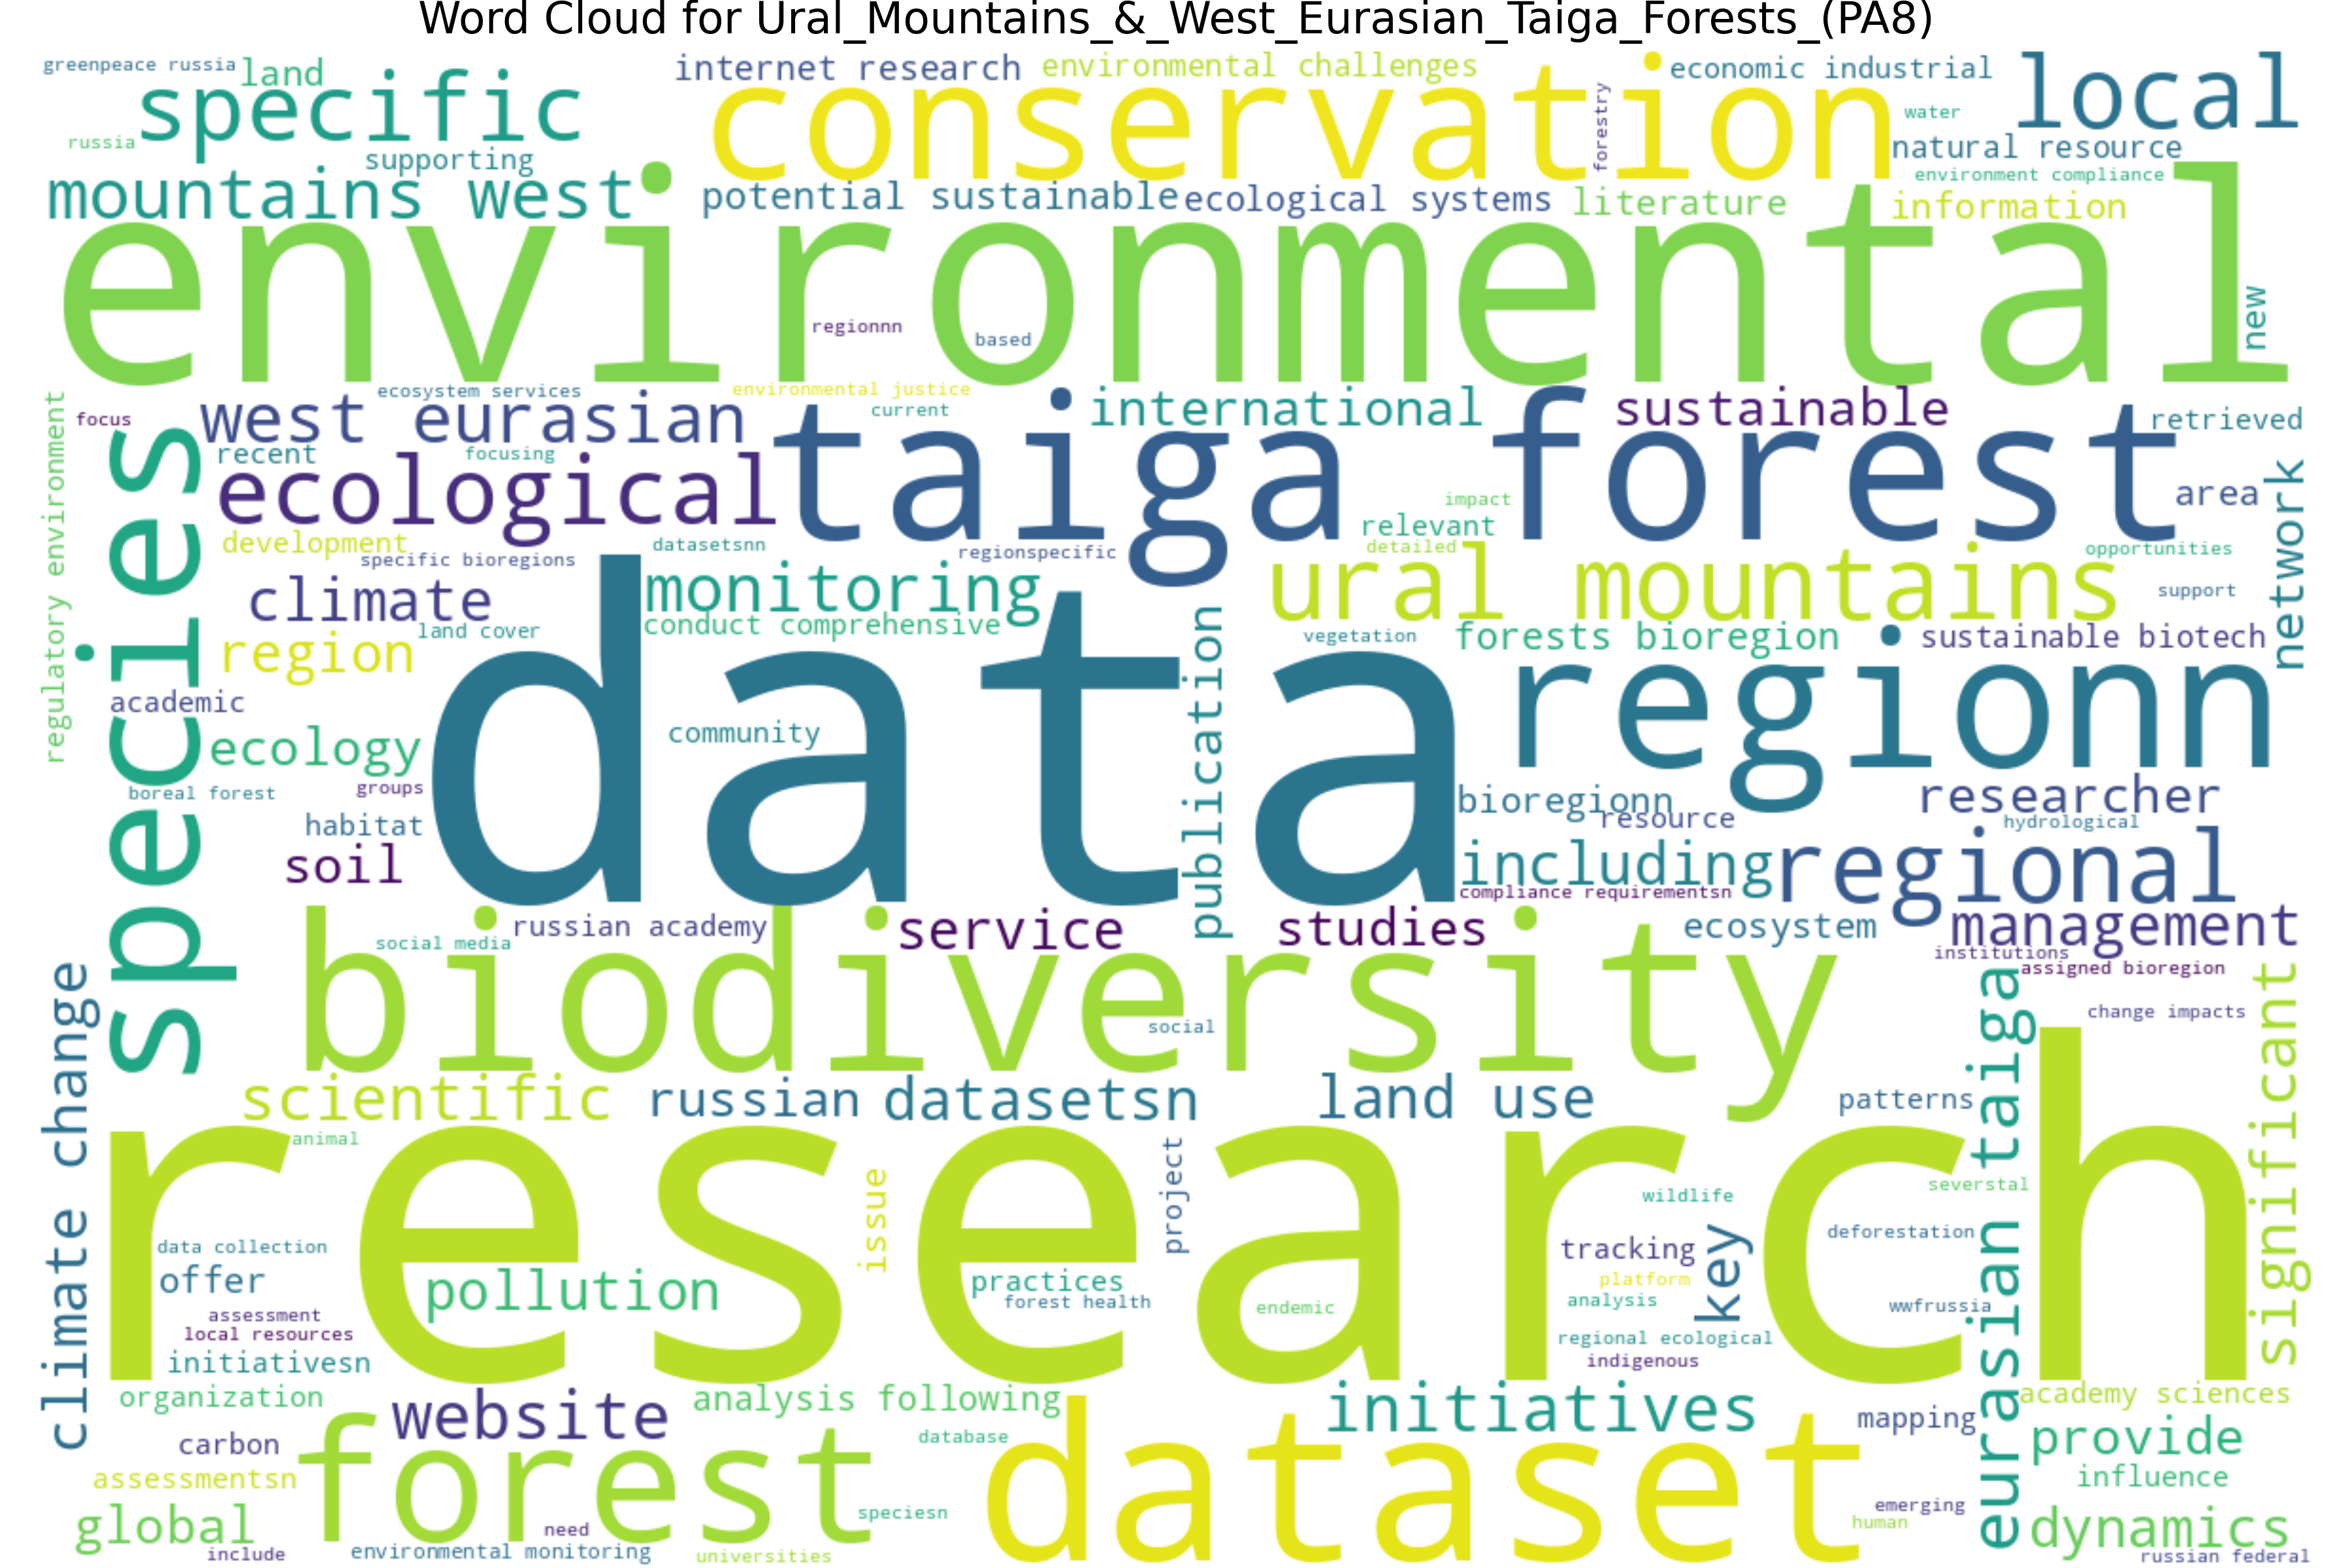 Word Cloud for Ural_Mountains_&_West_Eurasian_Taiga_Forests_(PA8)
greenpeace russia
land
internet research
environmental challenges
economic industrial
local
specific
conservation
forestry
water
russia
supporting
natural resource
mountains west
potential sustainable
ecological systems
literature
environment compliance
information
environmental
new
regionnn
based
ecosystem services
environmental justice
current
international
sustainable
retrieved
focus
west eurasian
taiga forest
recent
focusing
regulatory environment
species
ecological
impact
area
network
relevant
development
specific bioregions
datasetsnn
regionspecific
detailed
opportunities
climate
monitoring
ural mountains
support
land cover
conduct comprehensive
publication
vegetation
forests bioregion
sustainable biotech
region
data
regionn
academic
community
ecology
boreal forest
groups
bioregionn
researcher
habitat
resource
hydrological
soil
including
regional
compliance requirementsn
russian academy
service
studies
ecosystem
management
social media
institutions
assigned bioregion
biodiversity
change impacts
social
climate change
eurasian taiga
significant
scientific
russian
datasetsn
land use
patterns
animal
research
project
issue
severstal
wildlife
deforestation
data collection
tracking
key
offer
pollution
practices
platform
forest health
endemic
analysis
wwfrussia
assessment
local resources
regional ecological
initiativesn
indigenous
organization
website
analysis following
initiatives
academy sciences
mapping
carbon
forest
database
dataset
provide
assessmentsn
influence
global
speciesn
emerging
human
dynamics
need
include
environmental monitoring
universities
russian federal